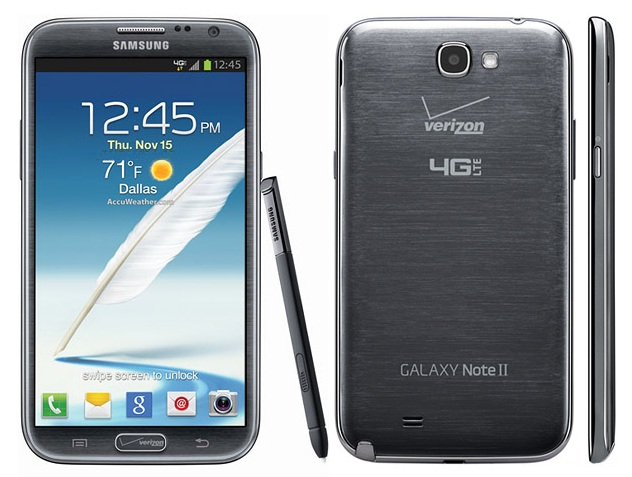 SAMSUNG
4G LTE 12:45
12:45 PM
Thu. Nov 15
71°F
Dallas
AccuWeather.com
swipe screen to unlock
g
@
verizon
SAMSUNG
verizon
4G LTE
GALAXY Note II